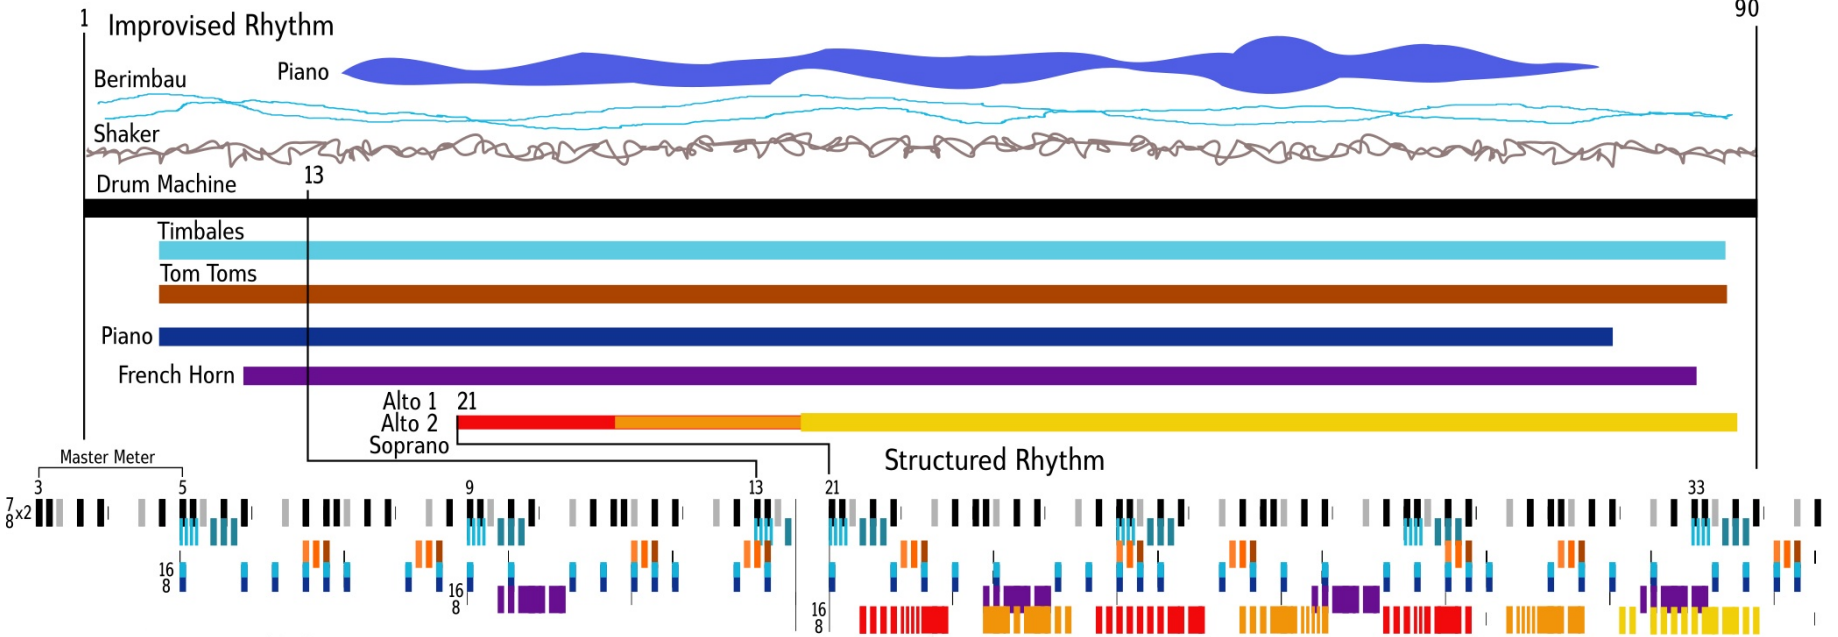 1
Improvised Rhythm
90
Piano
Berimbau
Shaker
13
Drum Machine
Timbales
Tom Toms
Piano
French Horn
Alto 1 21
Alto 2
Soprano
Structured Rhythm
Master Meter
3 5 9 13 21 33
7
8 x2
16
8
16
8
16
8